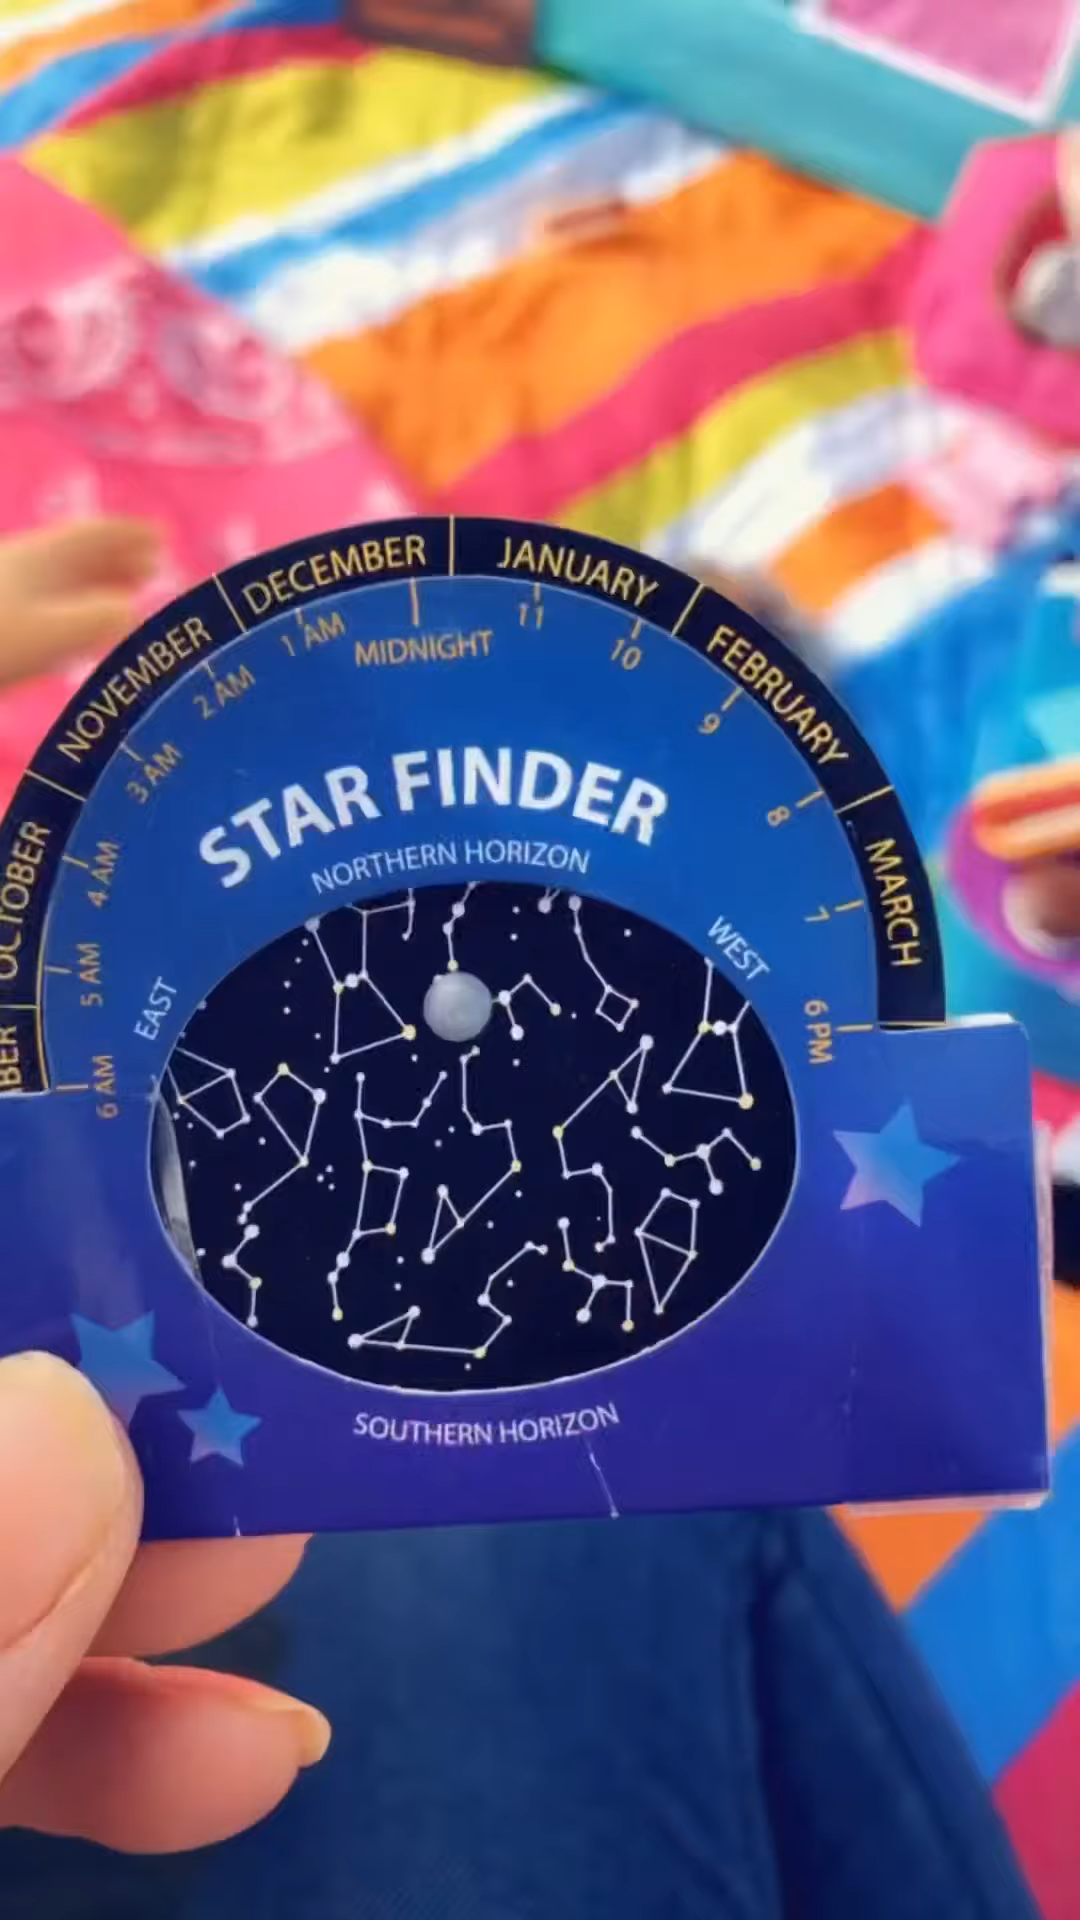 DECEMBER
JANUARY
NOVEMBER
FEBRUARY
OCTOBER
MARCH
BER
6 AM
5 AM
4 AM
3 AM
2 AM
1 AM
MIDNIGHT
11
10
9
8
7
6 PM
STAR FINDER
NORTHERN HORIZON
EAST
WEST
SOUTHERN HORIZON